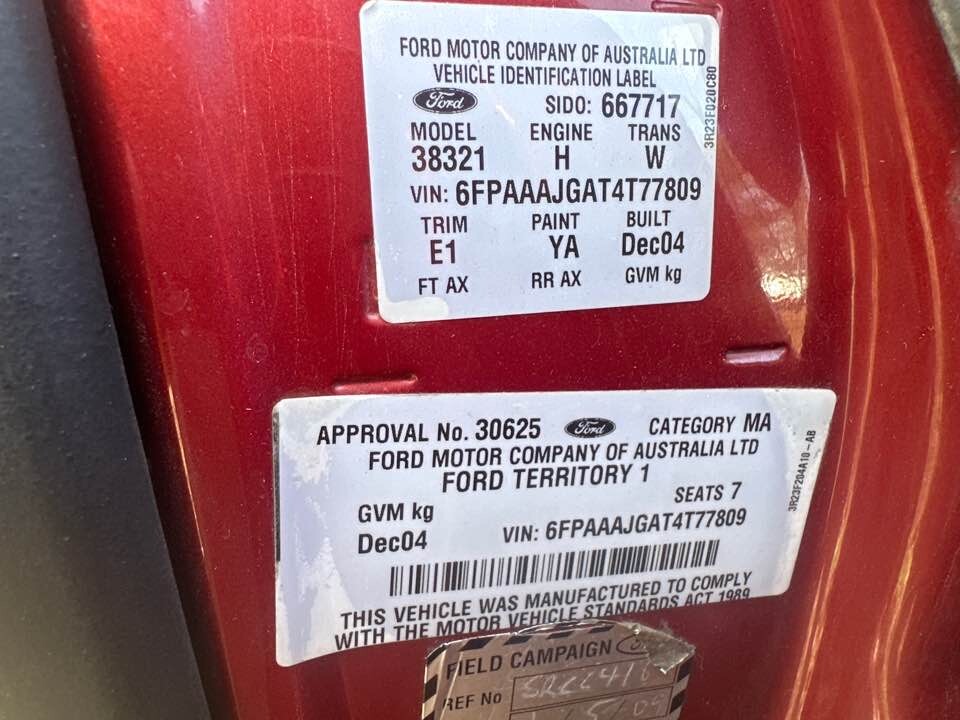 FORD MOTOR COMPANY OF AUSTRALIA LTD
VEHICLE IDENTIFICATION LABEL
Ford SIDO: 667717
MODEL ENGINE TRANS
38321 H W
VIN: 6FPAAAJGAT4T77809
TRIM PAINT BUILT
E1 YA Dec04
FT AX RR AX GVM kg
3R23F020C80
APPROVAL No. 30625 Ford CATEGORY MA
FORD MOTOR COMPANY OF AUSTRALIA LTD
FORD TERRITORY 1
SEATS 7
GVM kg
Dec04 VIN: 6FPAAAJGAT4T77809
THIS VEHICLE WAS MANUFACTURED TO COMPLY
WITH THE MOTOR VEHICLE STANDARDS ACT 1989
3R23F204A10-AB
FIELD CAMPAIGN
REF No